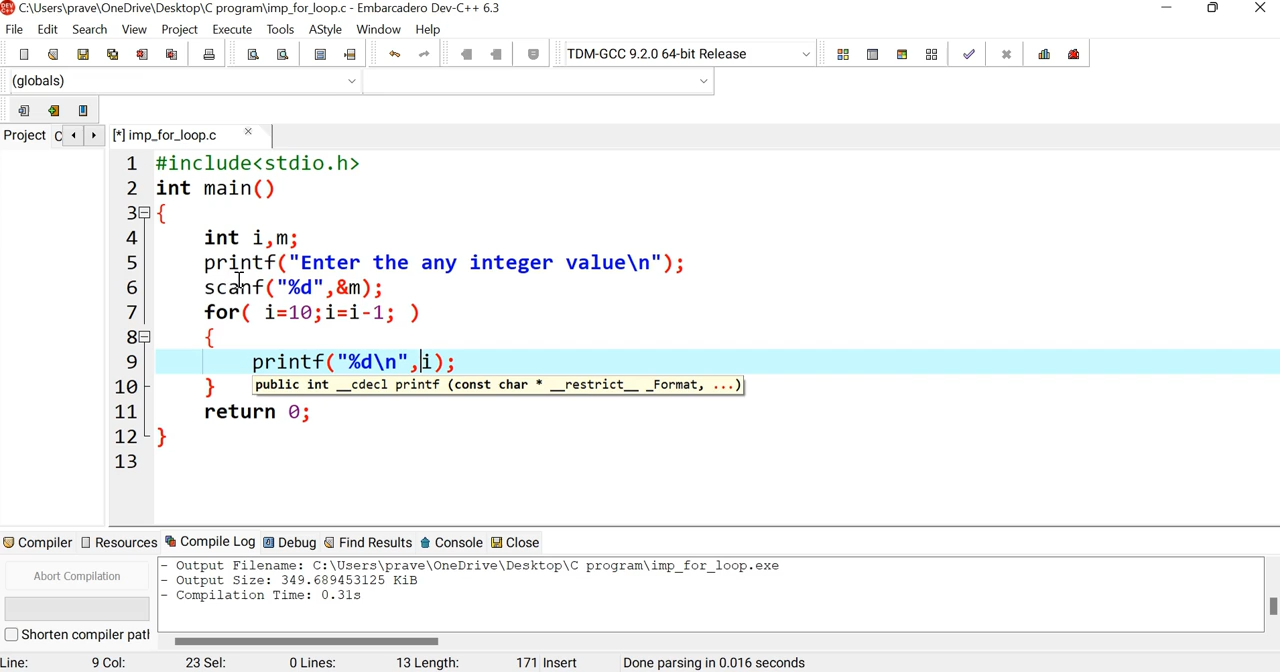 C:\Users\prave\OneDrive\Desktop\C program\imp_for_loop.c - Embarcadero Dev-C++ 6.3
File Edit Search View Project Execute Tools AStyle Window Help
TDM-GCC 9.2.0 64-bit Release
(globals)
Project C [*] imp_for_loop.c
1 #include<stdio.h>
2 int main()
3 {
4 int i,m;
5 printf("Enter the any integer value\n");
6 scanf("%d",&m);
7 for( i=10;i=i-1; )
8 {
9 printf("%d\n",i);
10 }
public int __cdecl printf (const char * __restrict__ _Format, ...)
11 return 0;
12 }
13
Compiler Resources Compile Log Debug Find Results Console Close
Abort Compilation
Shorten compiler path
- Output Filename: C:\Users\prave\OneDrive\Desktop\C program\imp_for_loop.exe
- Output Size: 349.689453125 KiB
- Compilation Time: 0.31s
Line: 9 Col: 23 Sel: 0 Lines: 13 Length: 171 Insert Done parsing in 0.016 seconds